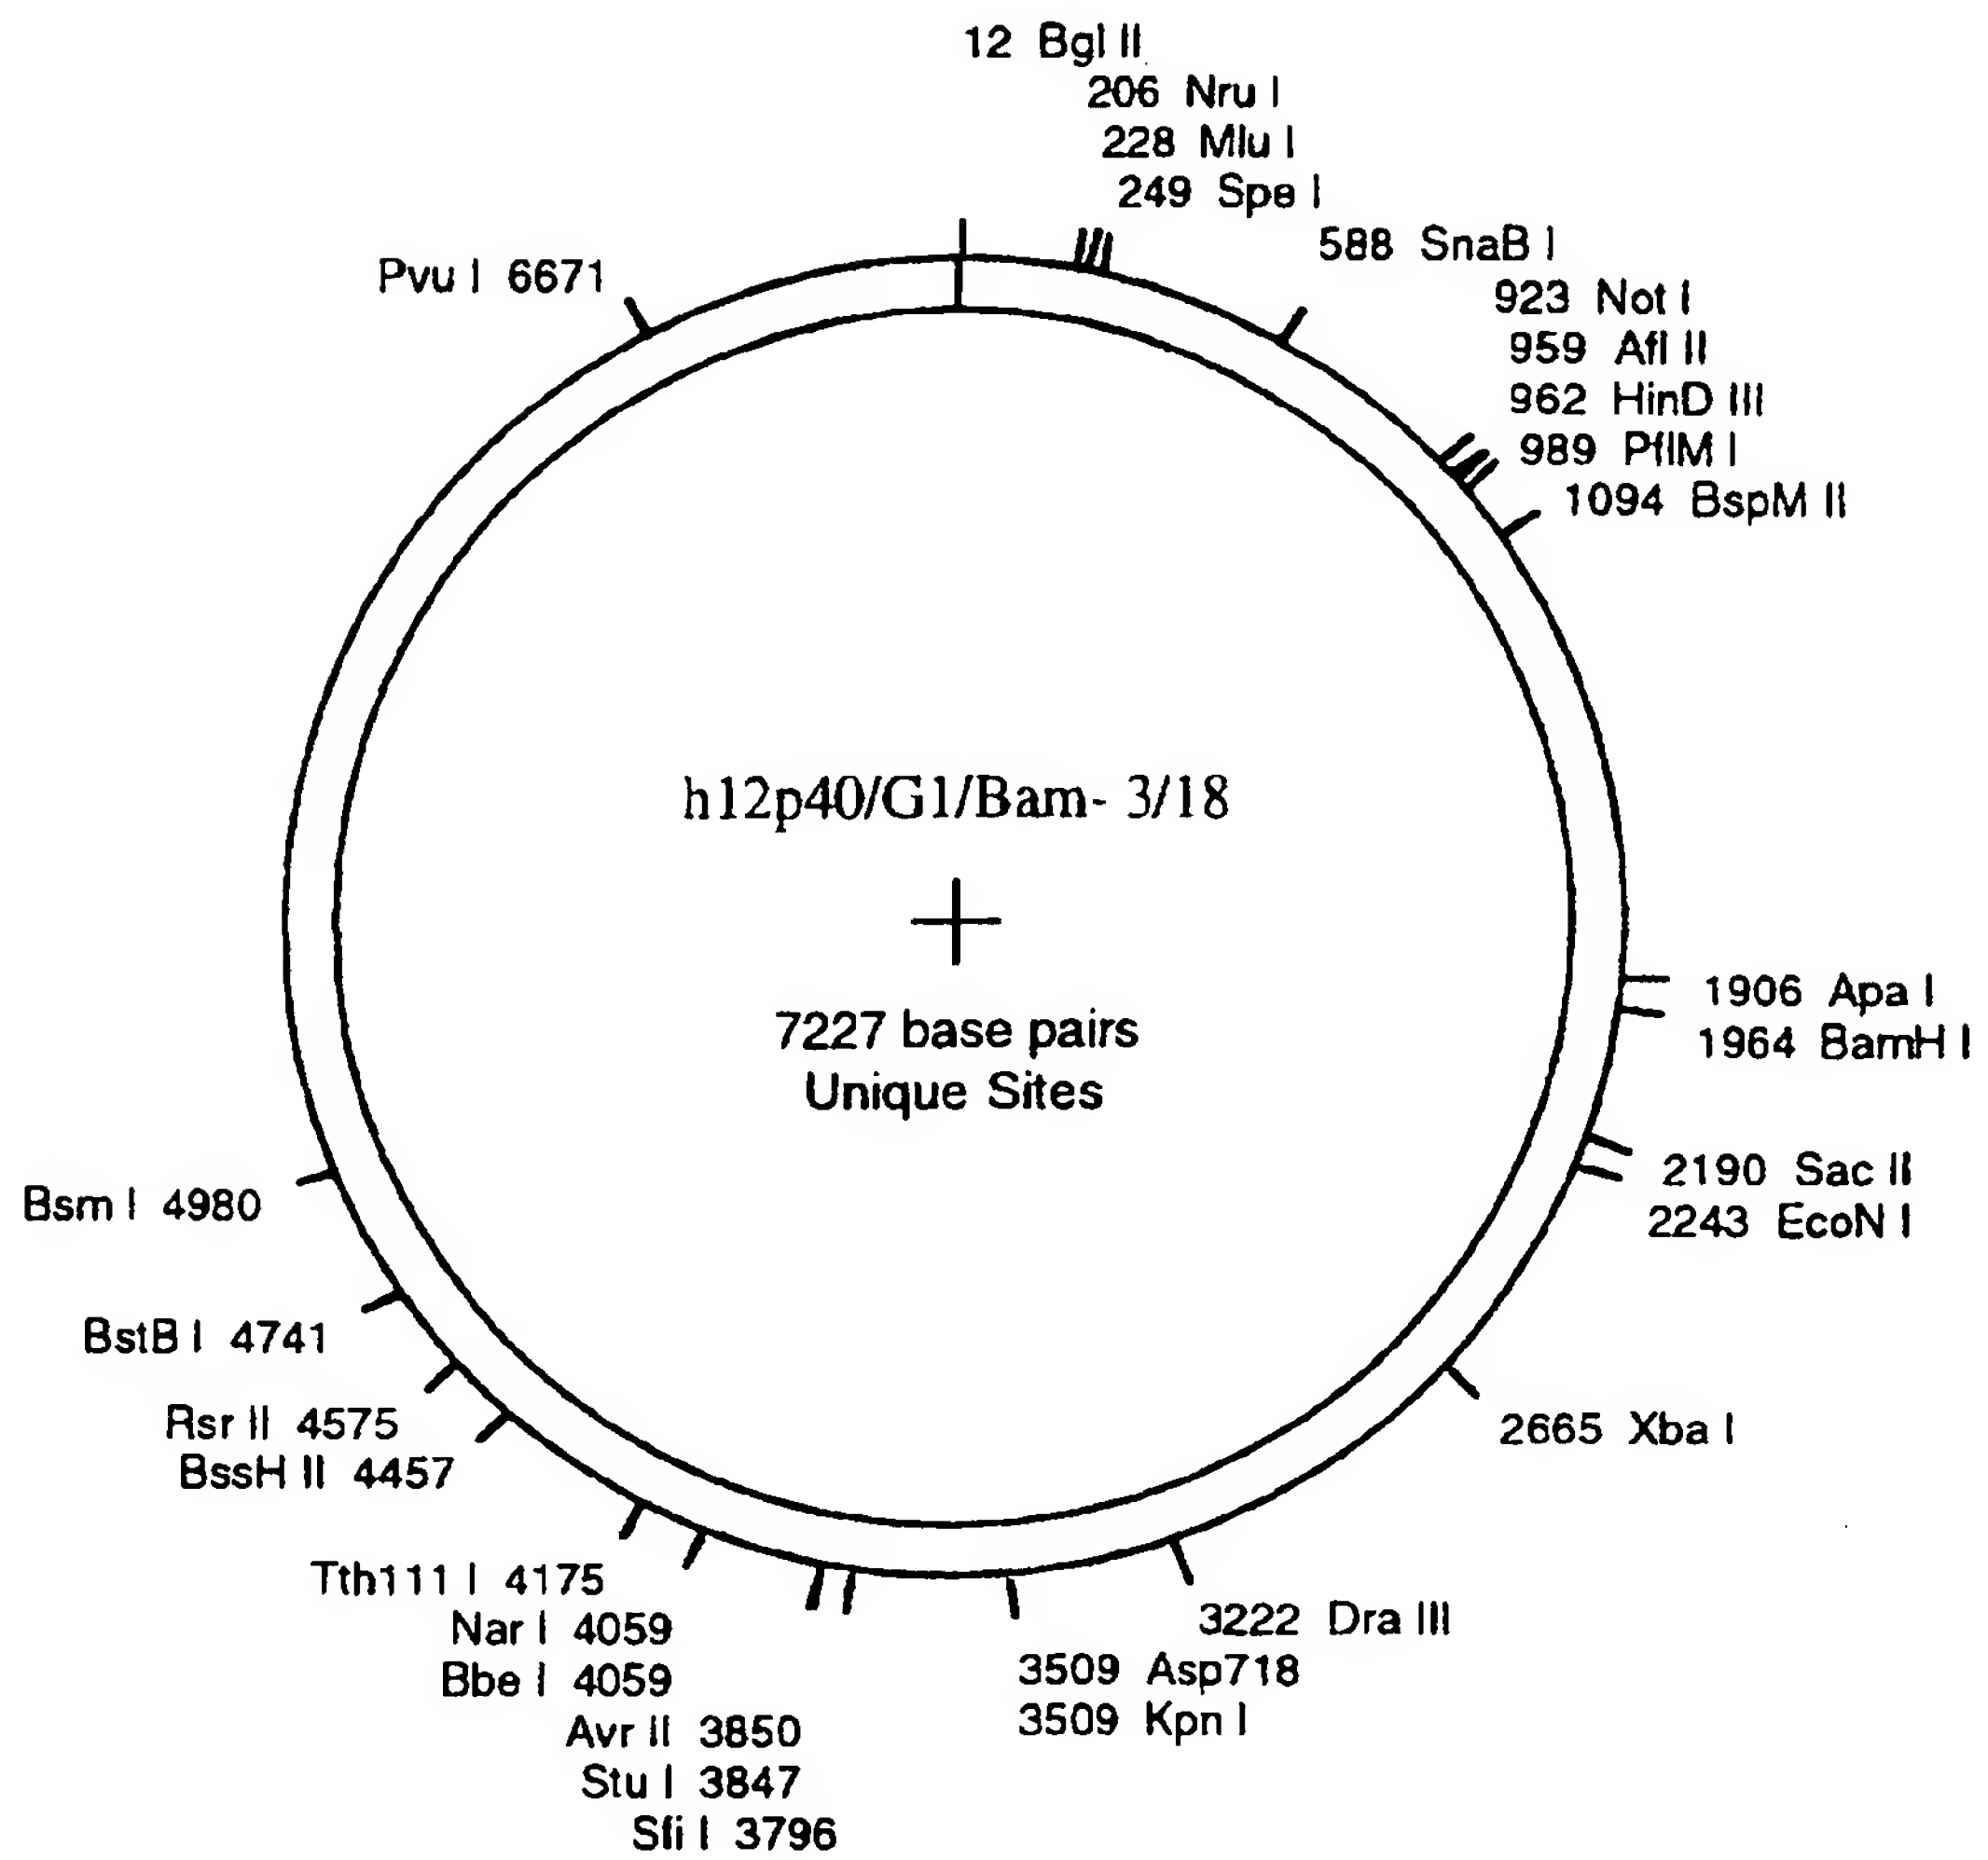 12 Bgl II
206 Nru I
228 Mlu I
249 Spe I
588 SnaB I
Pvu I 6671
923 Not I
959 Afl II
962 HinD III
989 PflM I
1094 BspM II
h12p40/G1/Bam- 3/18
1906 Apa I
7227 base pairs
1964 BamH I
Unique Sites
2190 Sac II
Bsm I 4980
2243 EcoN I
BstB I 4741
Rsr II 4575
2665 Xba I
BssH II 4457
Tth111 I 4175
3222 Dra III
Nar I 4059
3509 Asp718
Bbe I 4059
3509 Kpn I
Avr II 3850
Stu I 3847
Sfi I 3796